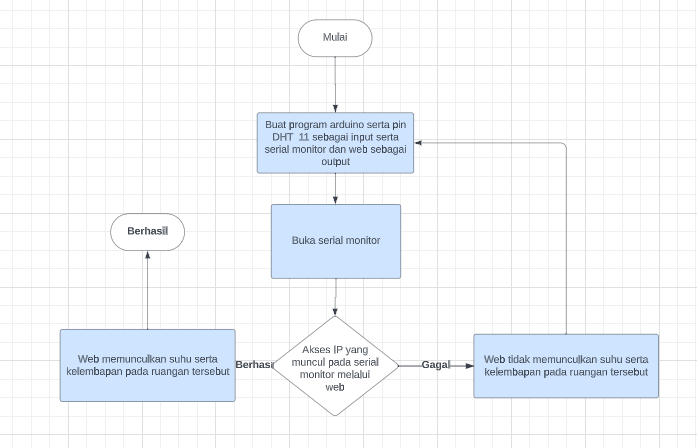 Mulai
Buat program arduino serta pin
DHT 11 sebagai input serta
serial monitor dan web sebagai
output
Buka serial monitor
Berhasil
Akses IP yang
muncul pada serial
monitor melalui
web
Berhasil
Gagal
Web memunculkan suhu serta
kelembapan pada ruangan tersebut
Web tidak memunculkan suhu serta
kelembapan pada ruangan tersebut